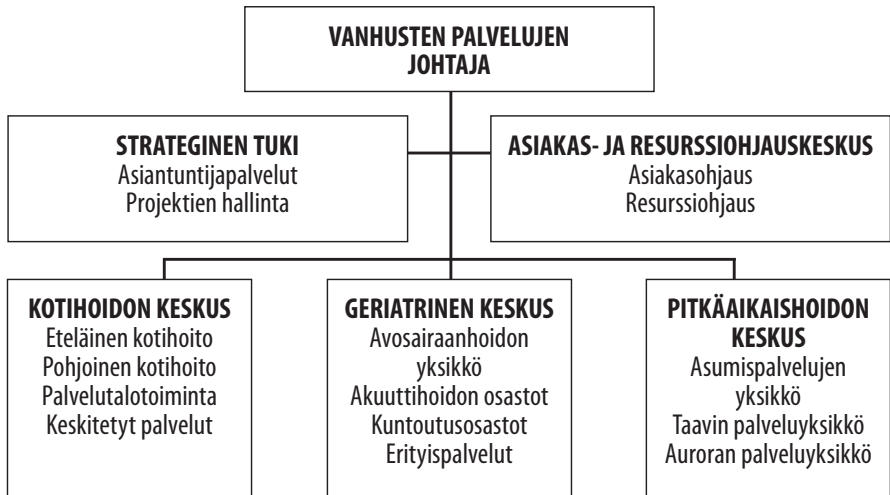 VANHUSTEN PALVELUJEN
JOHTAJA
STRATEGINEN TUKI
Asiantuntijapalvelut
Projektien hallinta
ASIAKAS- JA RESURSSIOHJAUSKESKUS
Asiakasohjaus
Resurssiohjaus
KOTIHOIDON KESKUS
Eteläinen kotihoito
Pohjoinen kotihoito
Palvelutalotoiminta
Keskitetyt palvelut
GERIATRINEN KESKUS
Avosairaanhoidon
yksikkö
Akuuttihoidon osastot
Kuntoutusosastot
Erityispalvelut
PITKÄAIKAISHOIDON
KESKUS
Asumispalvelujen
yksikkö
Taavin palveluyksikkö
Auroran palveluyksikkö